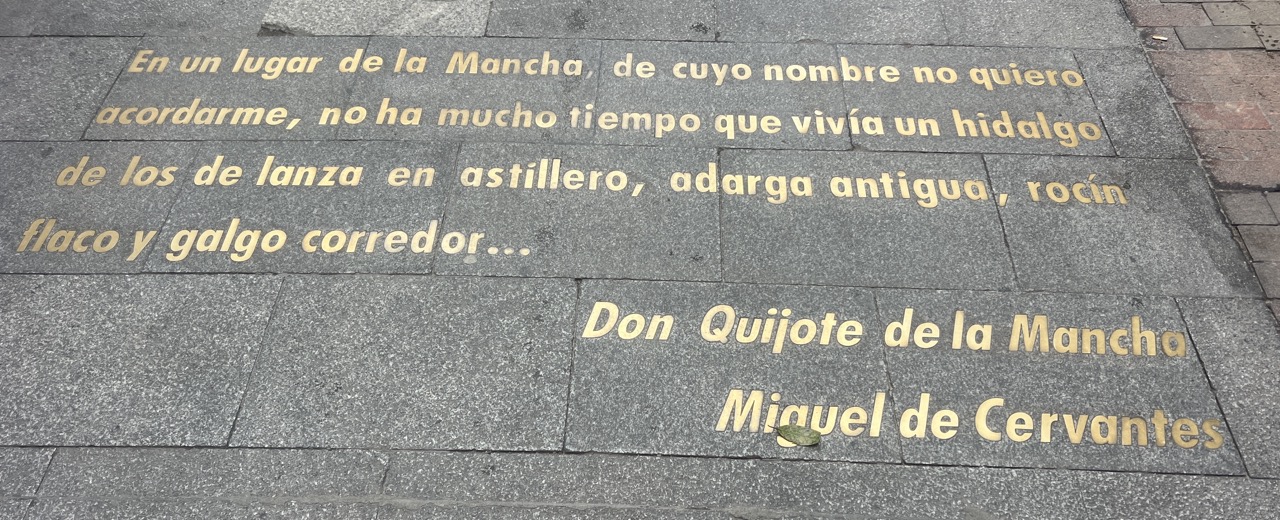 En un lugar de la Mancha, de cuyo nombre no quiero
acordarme, no ha mucho tiempo que vivía un hidalgo
de los de lanza en astillero, adarga antigua, rocín
flaco y galgo corredor...
Don Quijote de la Mancha
Miguel de Cervantes